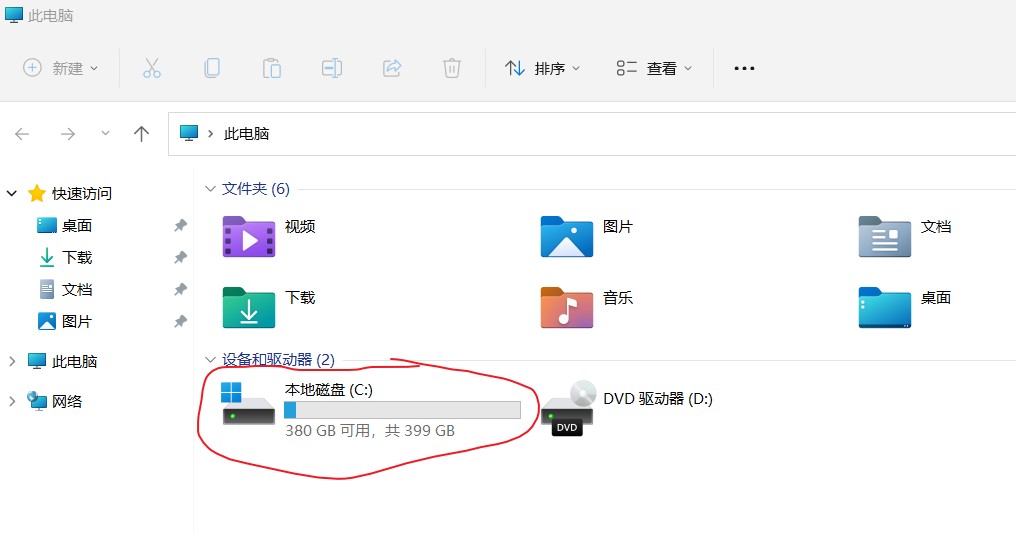 此电脑
新建
排序
查看
此电脑
快速访问
桌面
下载
文档
图片
此电脑
网络
文件夹 (6)
视频
图片
文档
下载
音乐
桌面
设备和驱动器 (2)
本地磁盘 (C:)
380 GB 可用，共 399 GB
DVD
DVD 驱动器 (D:)